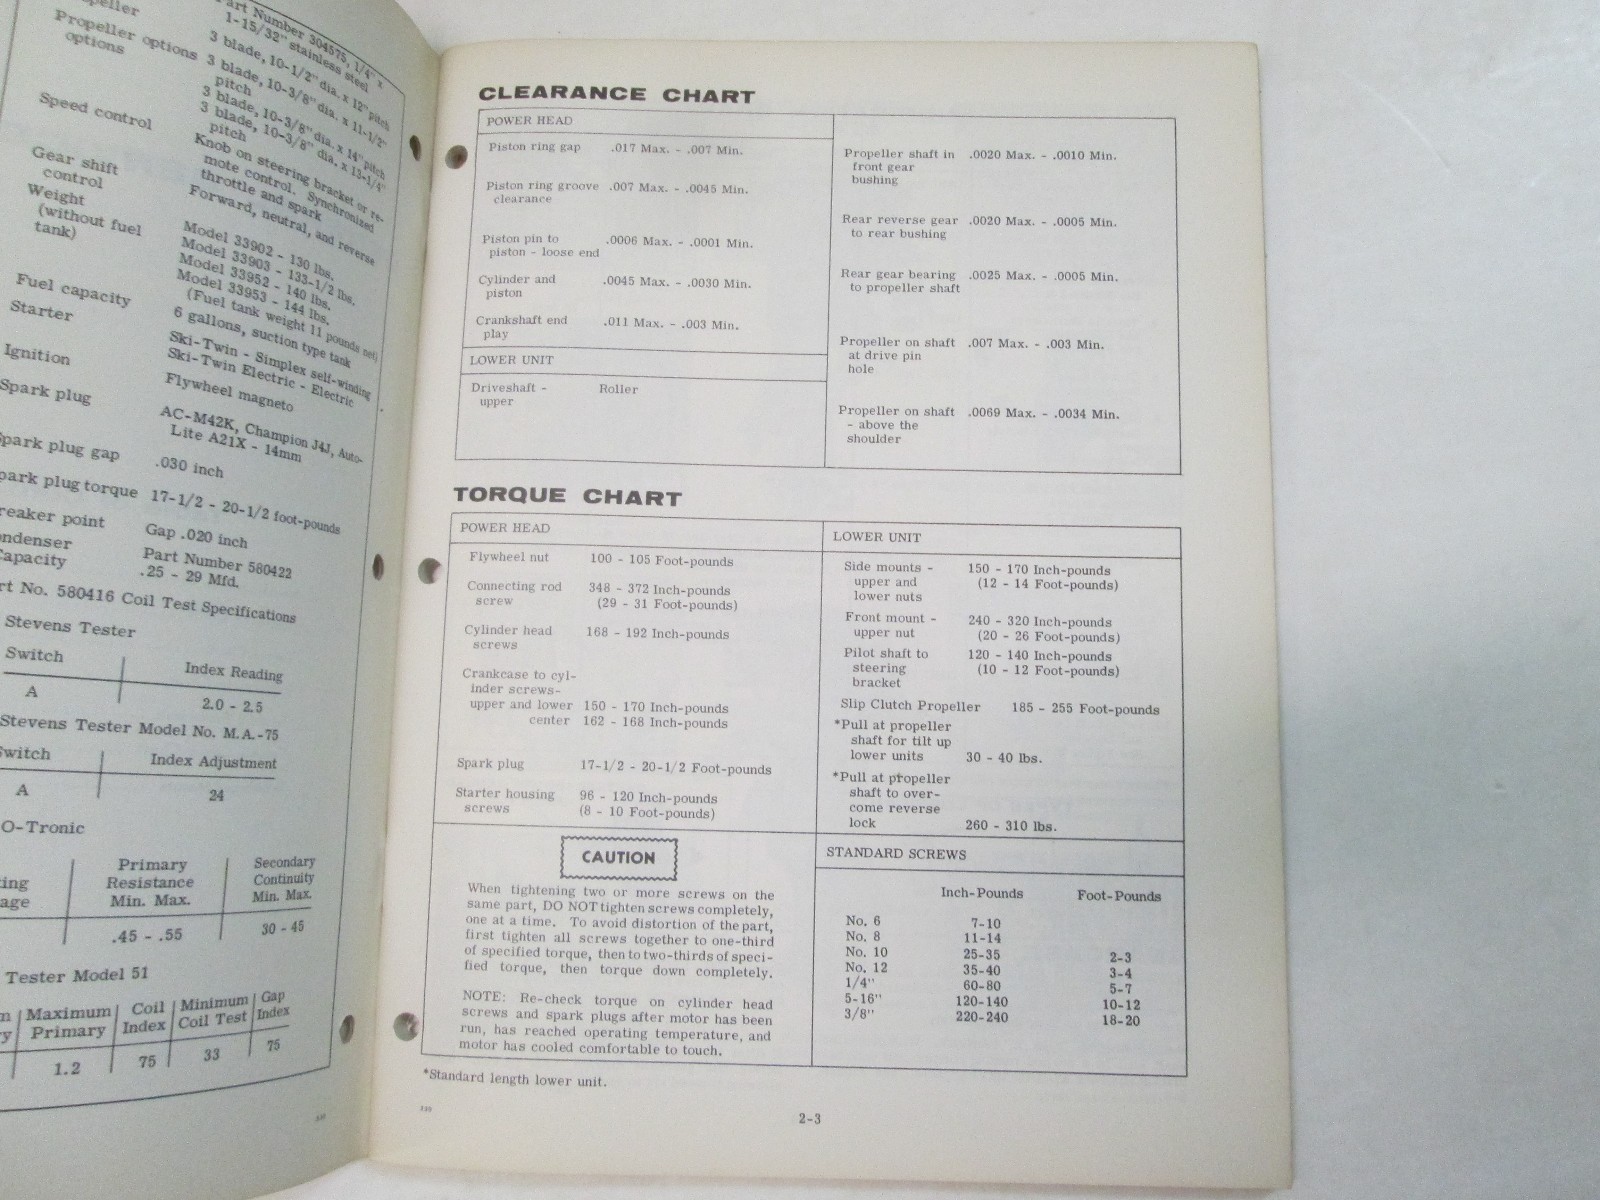 Part Number 304575, 1/4" x
1-15/32" stainless steel
3 blade, 10-1/2" dia. x 12" pitch
Propeller options 3 blade, 10-3/8" dia. x 11-1/2"
options
pitch
3 blade, 10-3/8" dia. x 14" pitch
3 blade, 10-3/8" dia. x 13-1/4"
pitch
Speed control
Knob on steering bracket or re-
mote control. Synchronized
throttle and spark
Gear shift
control
Forward, neutral, and reverse
Weight
(without fuel
tank)
Model 33902 - 130 lbs.
Model 33903 - 133-1/2 lbs.
Model 33952 - 140 lbs.
Model 33953 - 144 lbs.
(Fuel tank weight 11 pounds net)
Fuel capacity
6 gallons, suction type tank
Starter
Ski-Twin - Simplex self-winding
Ski-Twin Electric - Electric
Ignition
Flywheel magneto
Spark plug
AC-M42K, Champion J4J, Auto-
Lite A21X - 14mm
park plug gap
.030 inch
park plug torque 17-1/2 - 20-1/2 foot-pounds
reaker point
Gap .020 inch
ndenser
Part Number 580422
apacity
.25 - 29 Mfd.
rt No. 580416 Coil Test Specifications
Stevens Tester
Switch Index Reading
A 2.0 - 2.5
Stevens Tester Model No. M.A.-75
witch Index Adjustment
A 24
O-Tronic
Primary Secondary
ing Resistance Continuity
age Min. Max. Min. Max.
.45 - .55 30 - 45
Tester Model 51
Maximum Coil Minimum Gap
Primary Index Coil Test Index
1.2 75 33 75
CLEARANCE CHART
POWER HEAD
Piston ring gap .017 Max. - .007 Min.
Piston ring groove .007 Max. - .0045 Min.
clearance
Piston pin to .0006 Max. - .0001 Min.
piston - loose end
Cylinder and .0045 Max. - .0030 Min.
piston
Crankshaft end .011 Max. - .003 Min.
play
LOWER UNIT
Driveshaft - Roller
upper
Propeller shaft in .0020 Max. - .0010 Min.
front gear
bushing
Rear reverse gear .0020 Max. - .0005 Min.
to rear bushing
Rear gear bearing .0025 Max. - .0005 Min.
to propeller shaft
Propeller on shaft .007 Max. - .003 Min.
at drive pin
hole
Propeller on shaft .0069 Max. - .0034 Min.
- above the
shoulder
TORQUE CHART
POWER HEAD
Flywheel nut 100 - 105 Foot-pounds
Connecting rod 348 - 372 Inch-pounds
screw (29 - 31 Foot-pounds)
Cylinder head 168 - 192 Inch-pounds
screws
Crankcase to cyl-
inder screws-
upper and lower 150 - 170 Inch-pounds
center 162 - 168 Inch-pounds
Spark plug 17-1/2 - 20-1/2 Foot-pounds
Starter housing 96 - 120 Inch-pounds
screws (8 - 10 Foot-pounds)
LOWER UNIT
Side mounts - 150 - 170 Inch-pounds
upper and (12 - 14 Foot-pounds)
lower nuts
Front mount - 240 - 320 Inch-pounds
upper nut (20 - 26 Foot-pounds)
Pilot shaft to 120 - 140 Inch-pounds
steering (10 - 12 Foot-pounds)
bracket
Slip Clutch Propeller 185 - 255 Foot-pounds
*Pull at propeller
shaft for tilt up
lower units 30 - 40 lbs.
*Pull at propeller
shaft to over-
come reverse
lock 260 - 310 lbs.
CAUTION
When tightening two or more screws on the
same part, DO NOT tighten screws completely,
one at a time. To avoid distortion of the part,
first tighten all screws together to one-third
of specified torque, then to two-thirds of speci-
fied torque, then torque down completely.
NOTE: Re-check torque on cylinder head
screws and spark plugs after motor has been
run, has reached operating temperature, and
motor has cooled comfortable to touch.
STANDARD SCREWS
Inch-Pounds Foot-Pounds
No. 6 7-10
No. 8 11-14
No. 10 25-35 2-3
No. 12 35-40 3-4
1/4" 60-80 5-7
5-16" 120-140 10-12
3/8" 220-240 18-20
*Standard length lower unit.
2-3